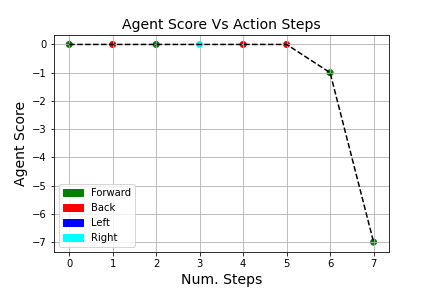 Agent Score Vs Action Steps
Agent Score
0
−1
−2
−3
−4
−5
−6
−7
Forward
Back
Left
Right
0 1 2 3 4 5 6 7
Num. Steps